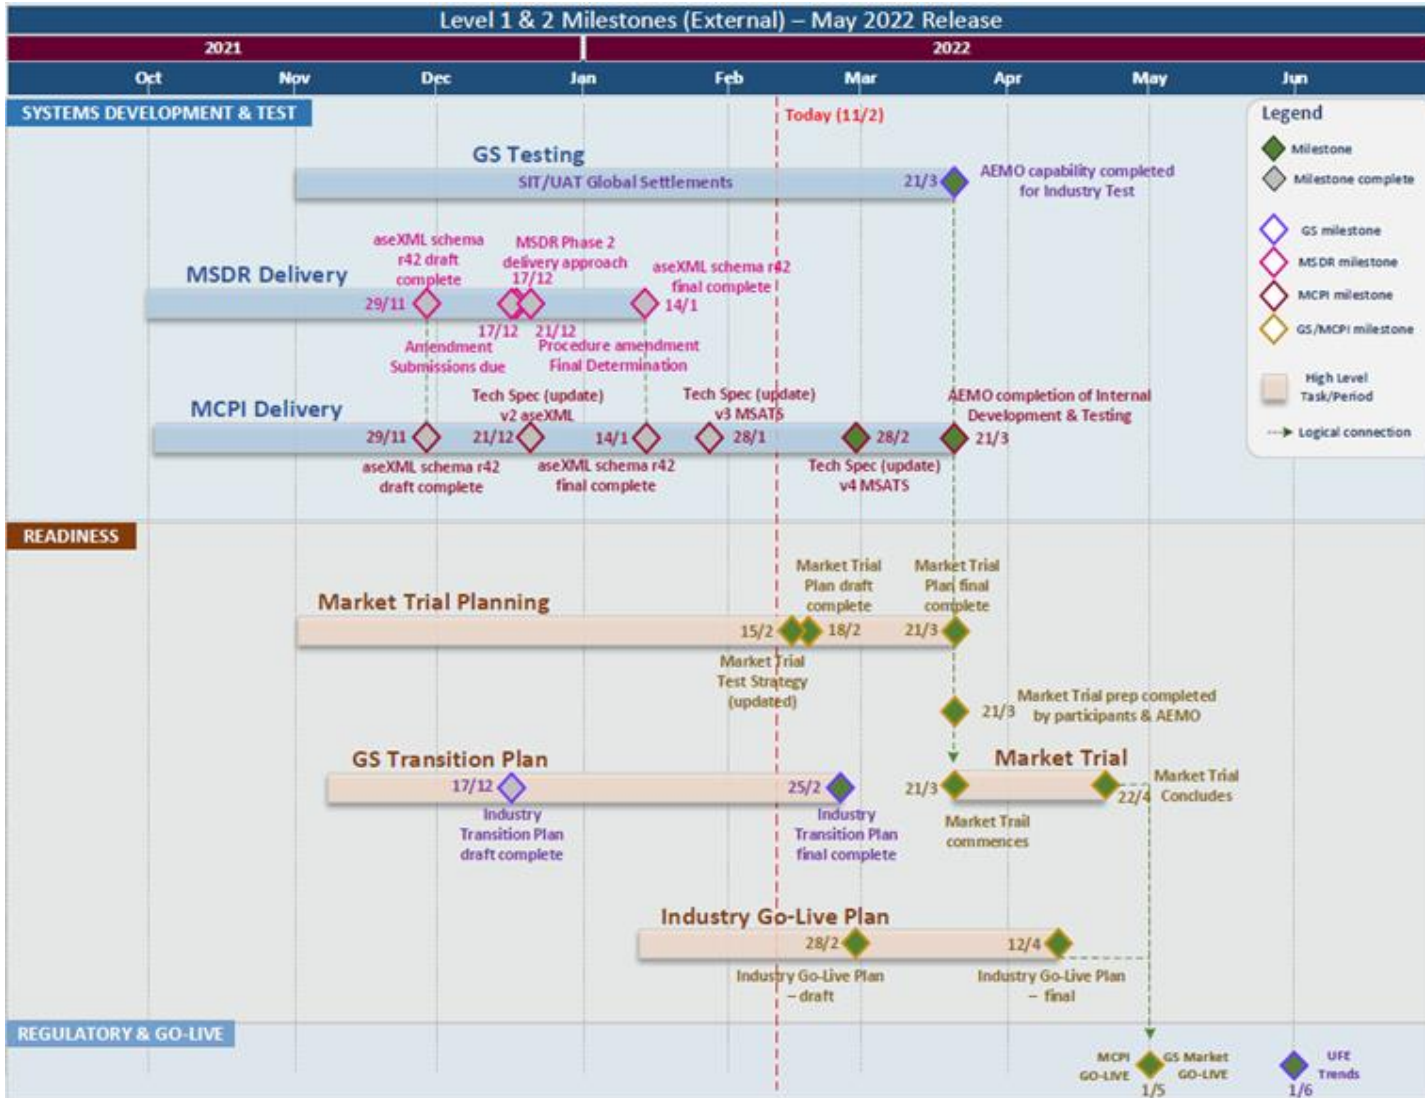 Level 1 & 2 Milestones (External) – May 2022 Release
2021
2022
Oct
Nov
Dec
Jan
Feb
Mar
Apr
May
Jun
SYSTEMS DEVELOPMENT & TEST
Today (11/2)
Legend
Milestone
Milestone complete
GS milestone
MSDR milestone
MCPI milestone
GS/MCPI milestone
High Level
Task/Period
Logical connection
GS Testing
SIT/UAT Global Settlements
21/3
AEMO capability completed
for Industry Test
MSDR Delivery
aseXML schema
r42 draft
complete
29/11
MSDR Phase 2
delivery approach
17/12
aseXML schema r42
final complete
14/1
17/12
21/12
Amendment
Submissions due
Procedure amendment
Final Determination
MCPI Delivery
29/11
aseXML schema r42
draft complete
Tech Spec (update)
v2 aseXML
21/12
14/1
aseXML schema r42
final complete
Tech Spec (update)
v3 MSATS
28/1
28/2
Tech Spec (update)
v4 MSATS
AEMO completion of Internal
Development & Testing
21/3
READINESS
Market Trial Planning
15/2
Market Trial
Test Strategy
(updated)
Market Trial
Plan draft
complete
18/2
Market Trial
Plan final
complete
21/3
21/3
Market Trial prep completed
by participants & AEMO
GS Transition Plan
17/12
Industry
Transition Plan
draft complete
25/2
Industry
Transition Plan
final complete
Market Trial
21/3
Market Trail
commences
22/4
Market Trial
Concludes
Industry Go-Live Plan
28/2
Industry Go-Live Plan
– draft
12/4
Industry Go-Live Plan
– final
REGULATORY & GO-LIVE
MCPI
GO-LIVE
GS Market
GO-LIVE
1/5
UFE
Trends
1/6